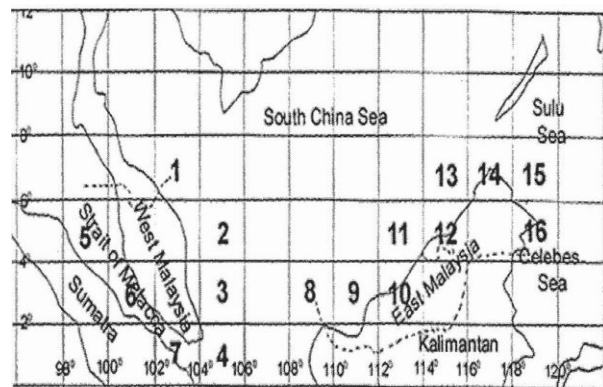 12°
10°
South China Sea
Sulu
Sea
8°
1
13
14
15
6°
West Malaysia
Strait of Melacra
5
2
11
12
16
4°
East Malaysia
Celebes
Sea
Sumatra
6
3
8
9
10
2°
7
4
Kalimantan
98° 100° 102° 104° 106° 108° 110° 112° 114° 116° 118° 120°